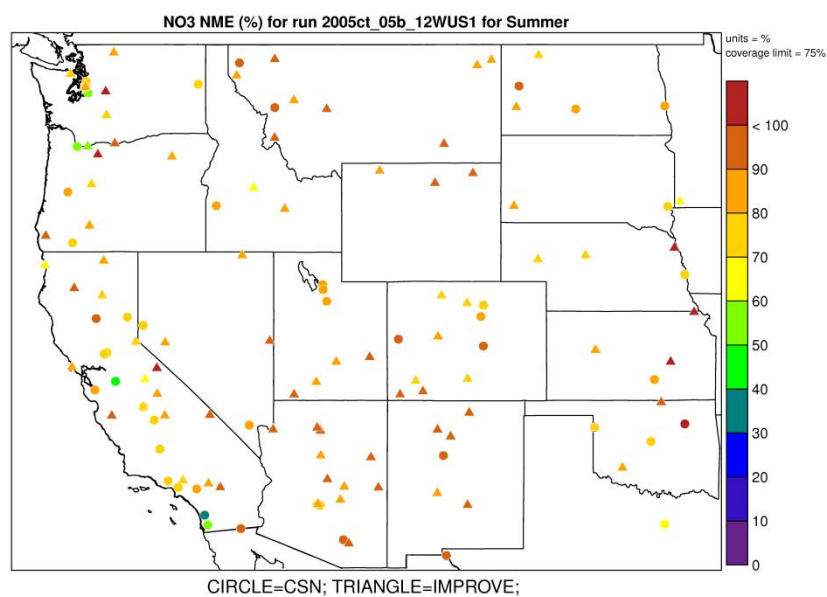 NO3 NME (%) for run 2005ct_05b_12WUS1 for Summer
units = %
coverage limit = 75%
< 100
90
80
70
60
50
40
30
20
10
0
CIRCLE=CSN; TRIANGLE=IMPROVE;